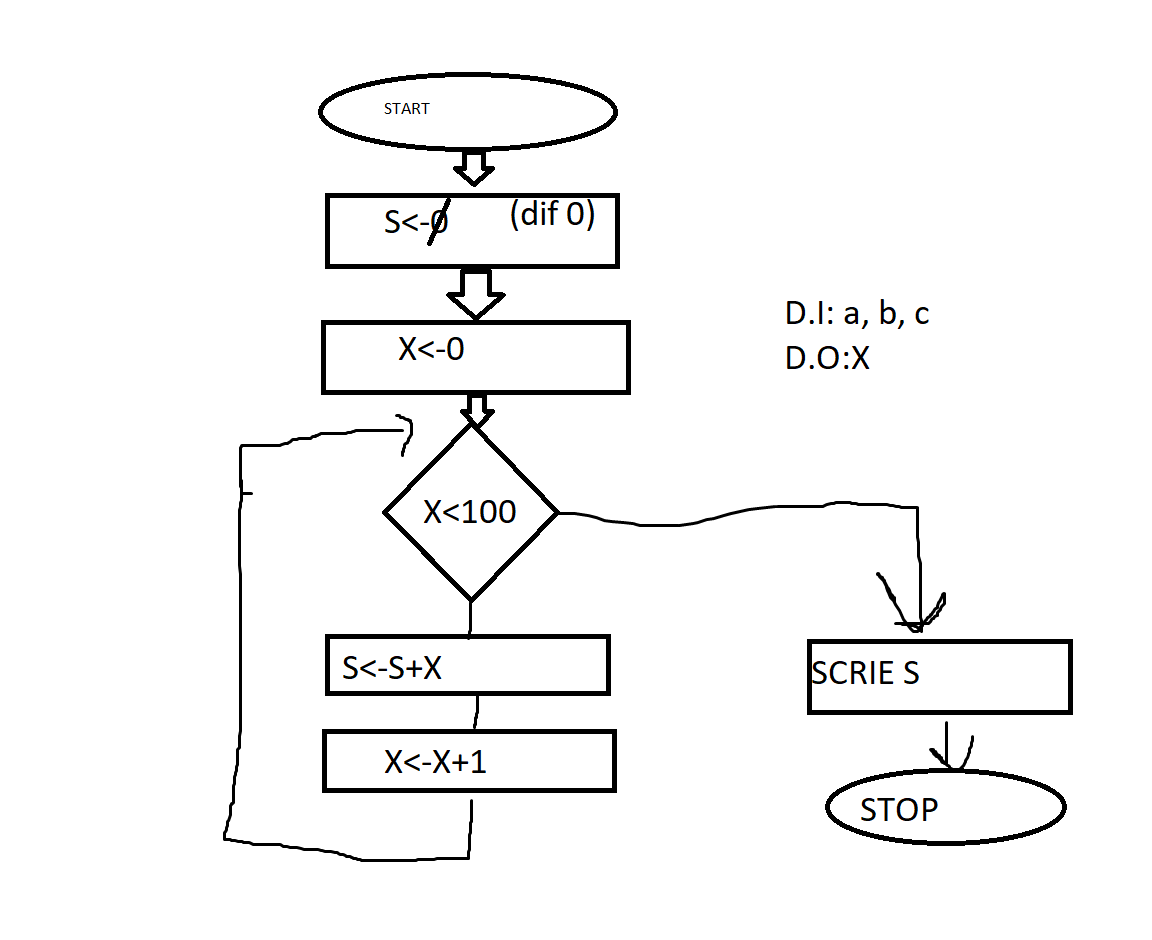 START
S<-0 (dif 0)
X<-0
D.I: a, b, c
D.O:X
X<100
S<-S+X
SCRIE S
X<-X+1
STOP